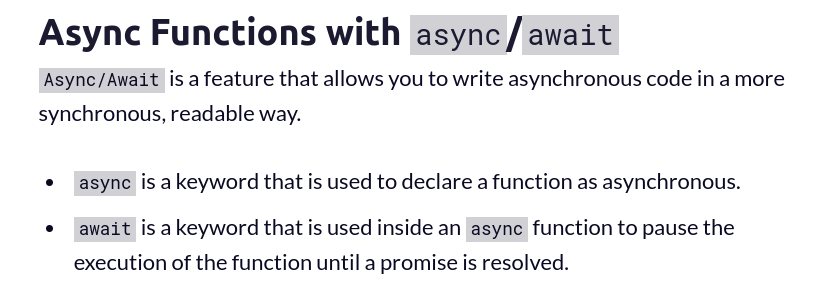 Async Functions with async/await
Async/Await is a feature that allows you to write asynchronous code in a more
synchronous, readable way.
• async is a keyword that is used to declare a function as asynchronous.
• await is a keyword that is used inside an async function to pause the
execution of the function until a promise is resolved.